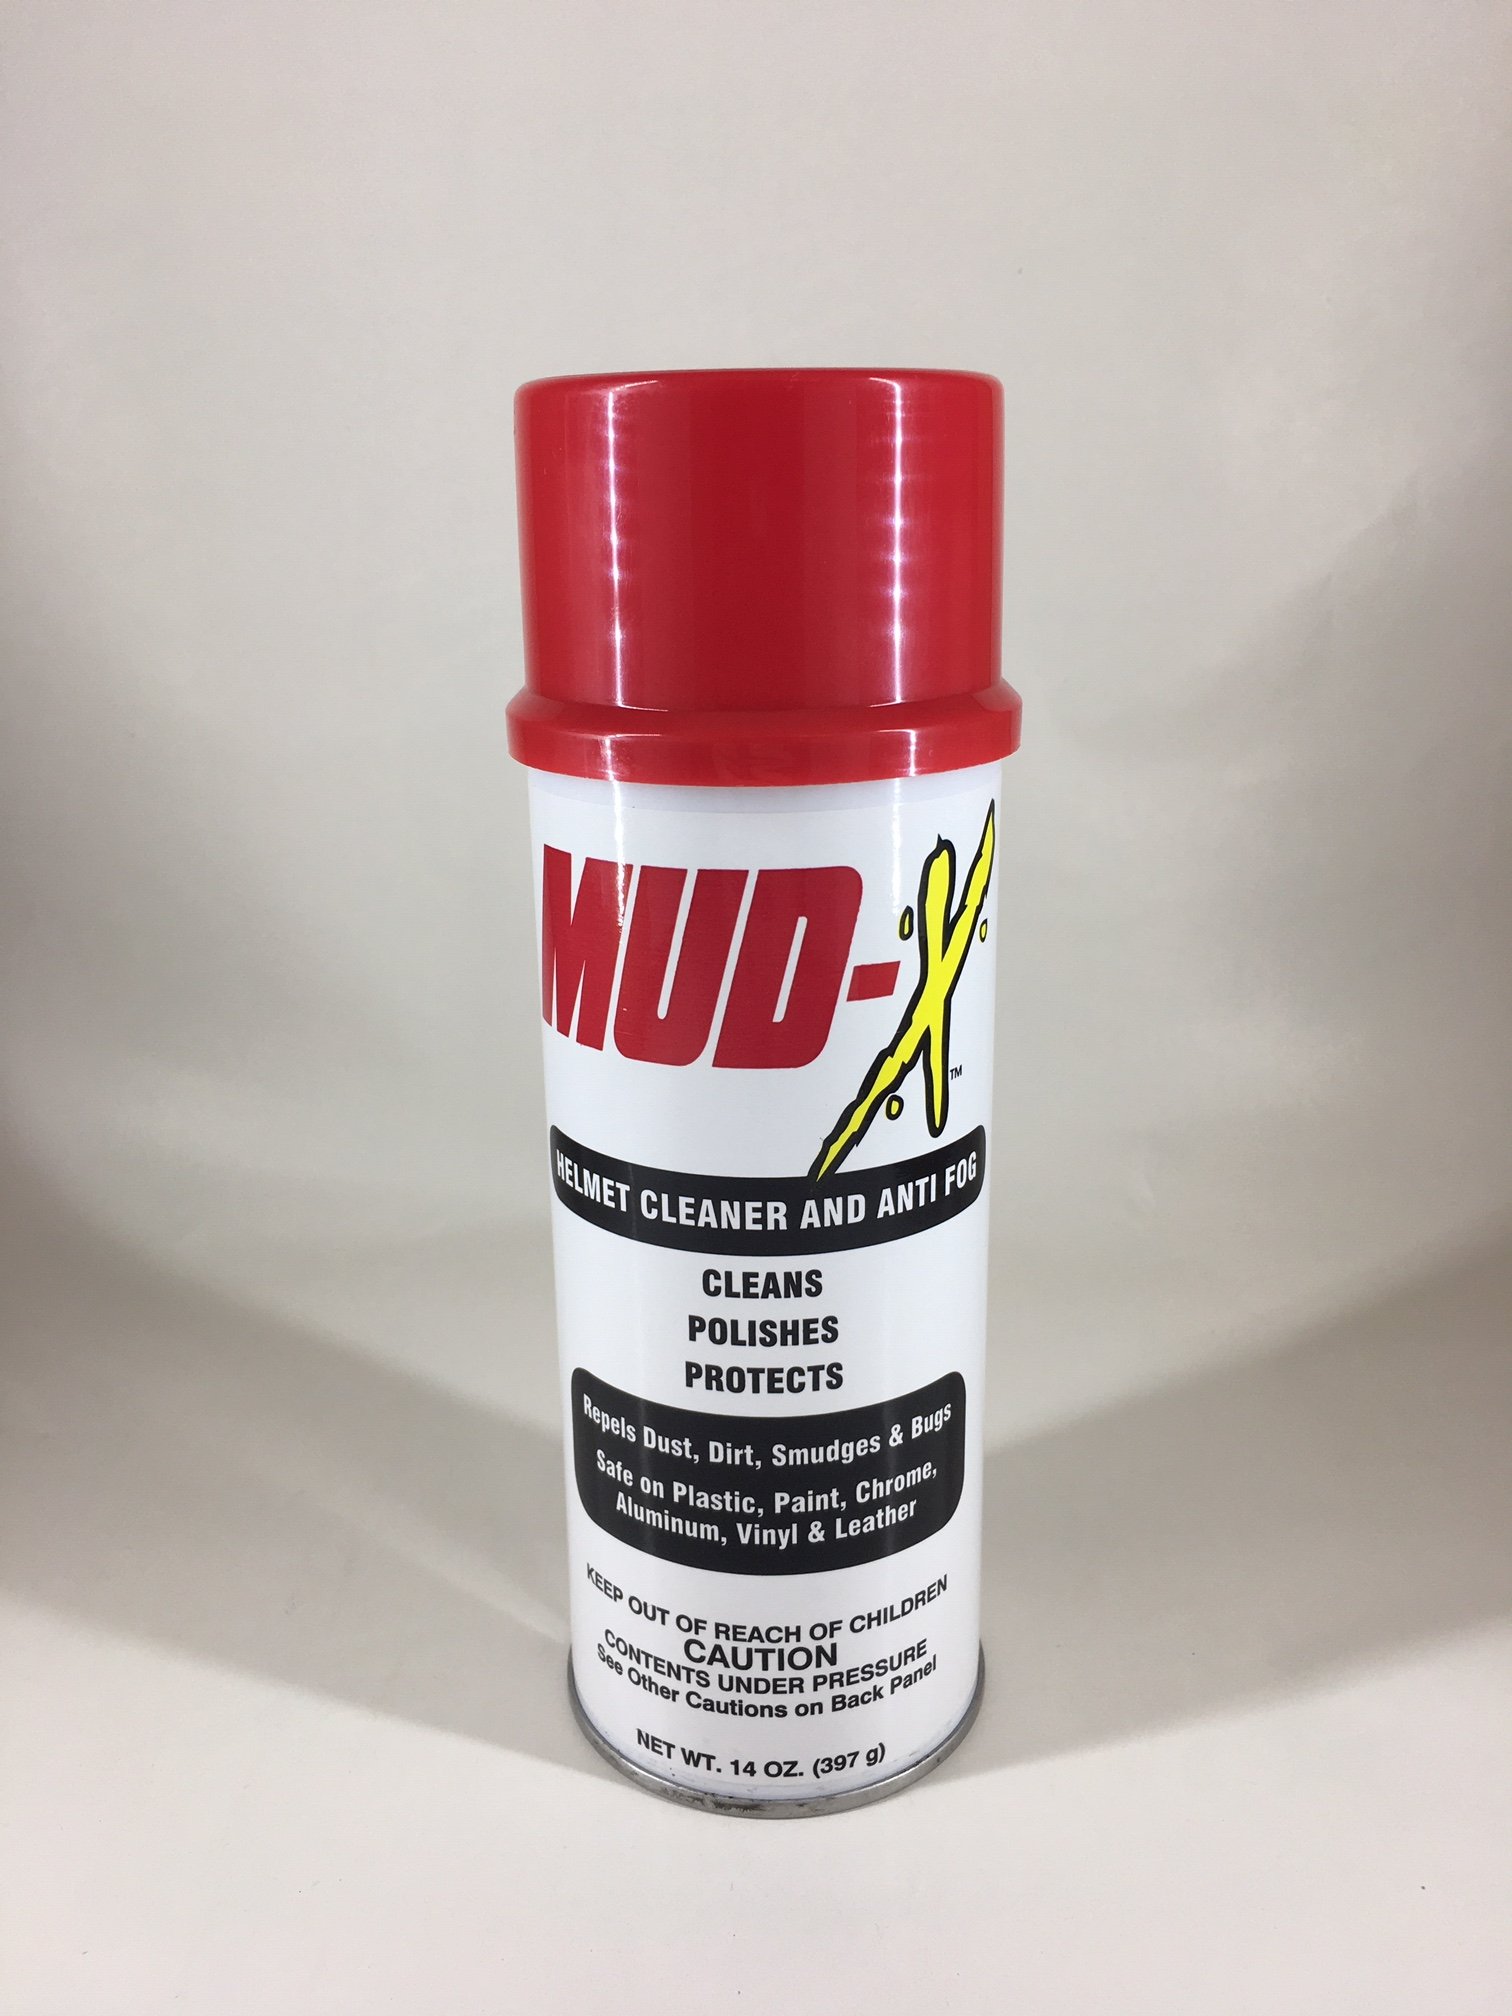 MUD-X™
HELMET CLEANER AND ANTI FOG
CLEANS
POLISHES
PROTECTS
Repels Dust, Dirt, Smudges & Bugs
Safe on Plastic, Paint, Chrome,
Aluminum, Vinyl & Leather
KEEP OUT OF REACH OF CHILDREN
CAUTION
CONTENTS UNDER PRESSURE
See Other Cautions on Back Panel
NET WT. 14 OZ. (397 g)